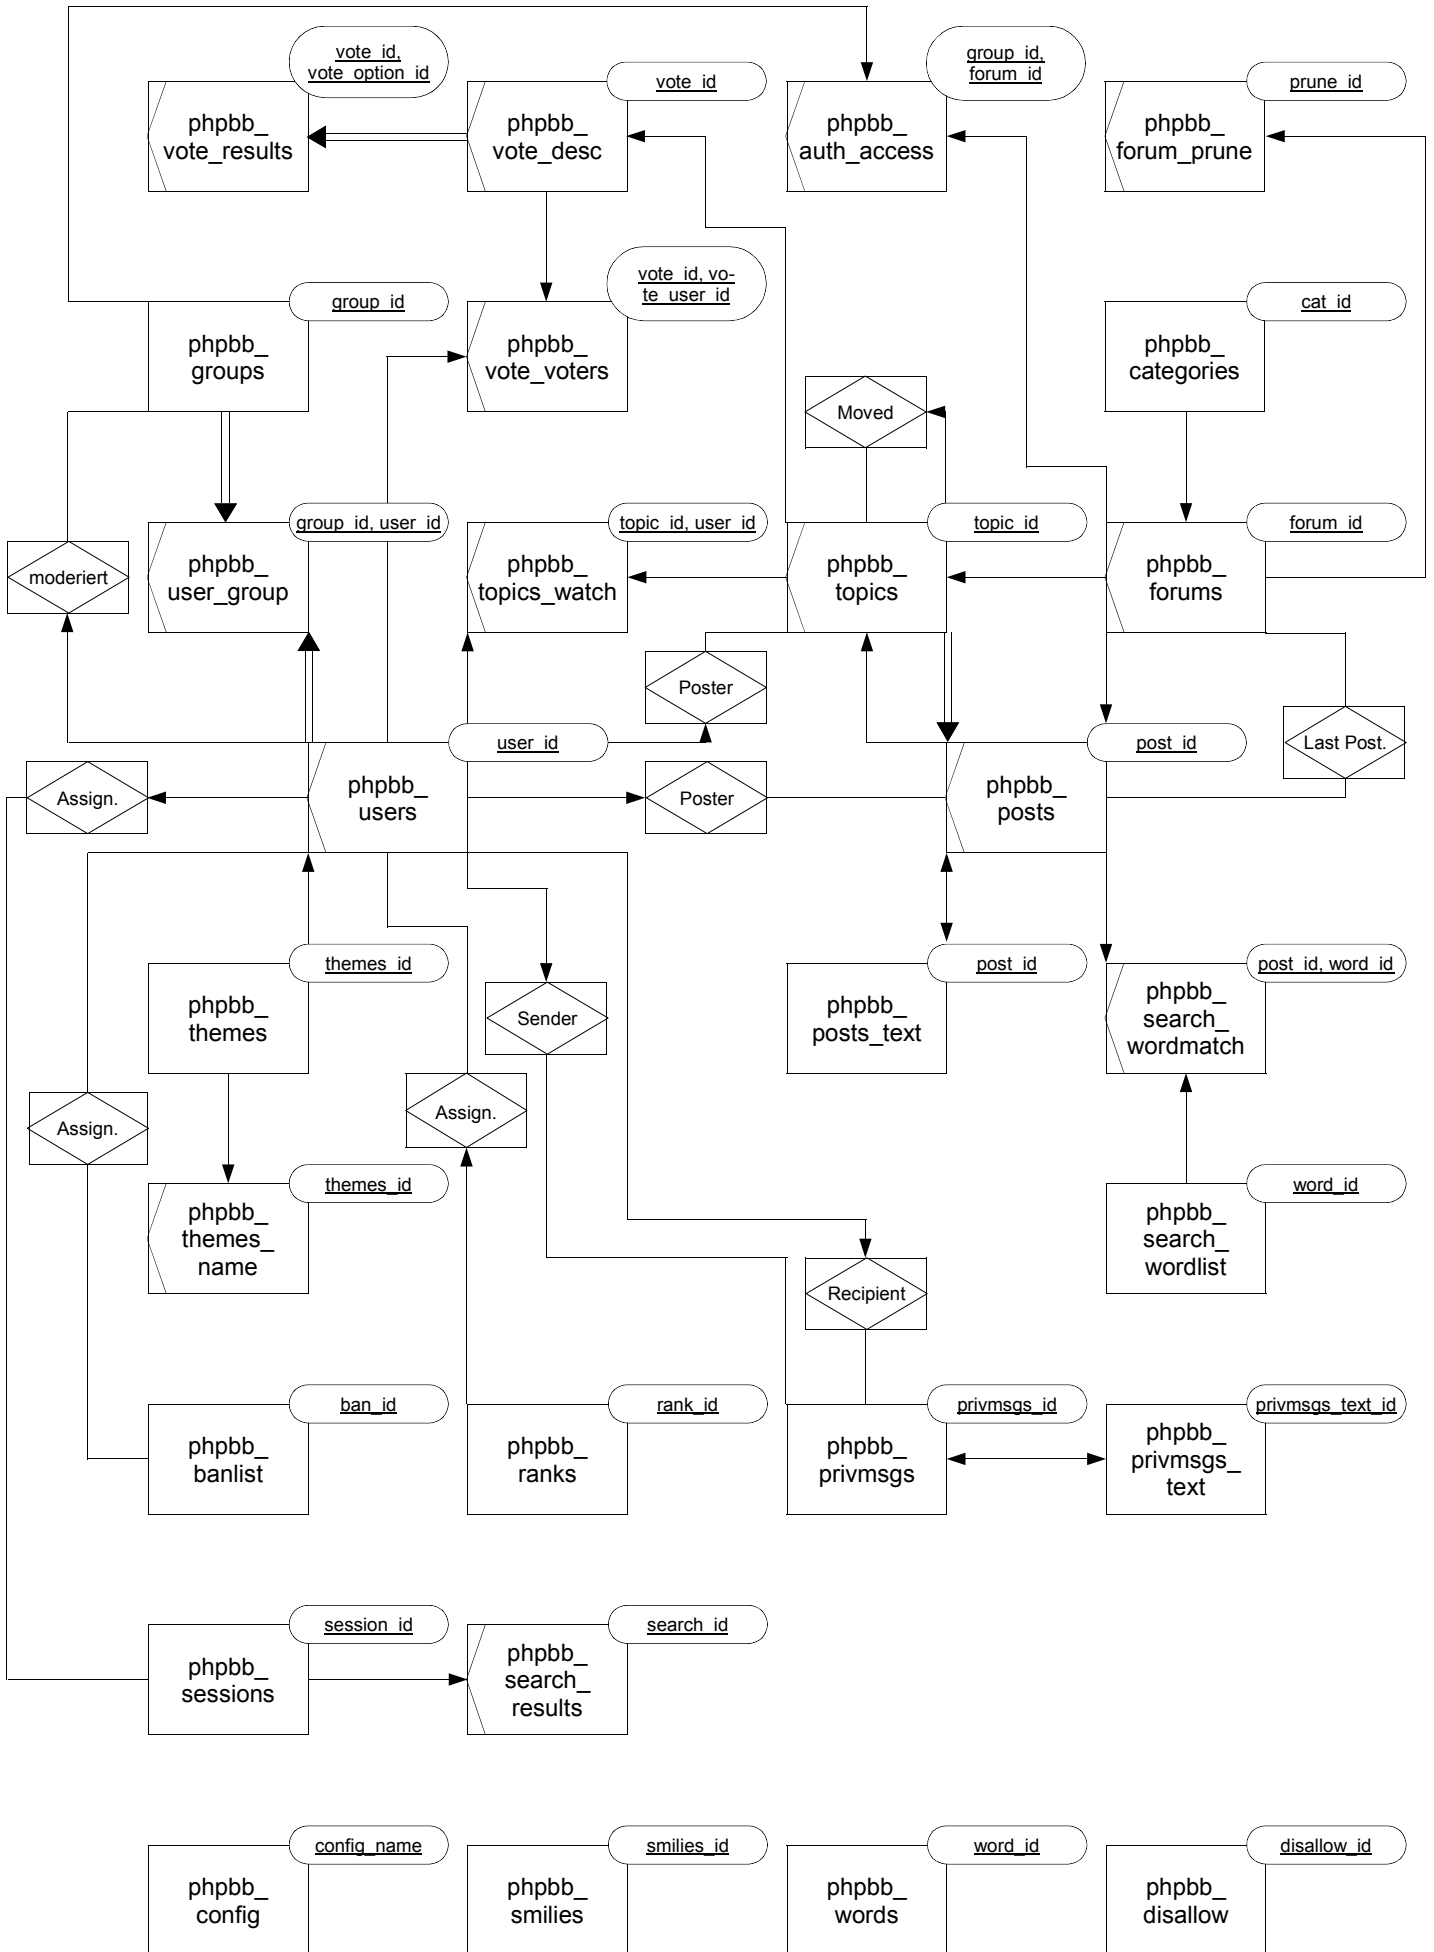 vote_id,
vote_option_id
vote_id
group_id,
forum_id
prune_id
phpbb_
vote_results
phpbb_
vote_desc
phpbb_
auth_access
phpbb_
forum_prune
group_id
vote_id, vo-
te_user_id
cat_id
phpbb_
groups
phpbb_
vote_voters
phpbb_
categories
Moved
group_id, user_id
topic_id, user_id
topic_id
forum_id
moderiert
phpbb_
user_group
phpbb_
topics_watch
phpbb_
topics
phpbb_
forums
Poster
user_id
post_id
Last Post.
Assign.
phpbb_
users
Poster
phpbb_
posts
themes_id
post_id
post_id, word_id
phpbb_
themes
Sender
phpbb_
posts_text
phpbb_
search_
wordmatch
Assign.
Assign.
themes_id
word_id
phpbb_
themes_
name
phpbb_
search_
wordlist
Recipient
ban_id
rank_id
privmsgs_id
privmsgs_text_id
phpbb_
banlist
phpbb_
ranks
phpbb_
privmsgs
phpbb_
privmsgs_
text
session_id
search_id
phpbb_
sessions
phpbb_
search_
results
config_name
smilies_id
word_id
disallow_id
phpbb_
config
phpbb_
smilies
phpbb_
words
phpbb_
disallow